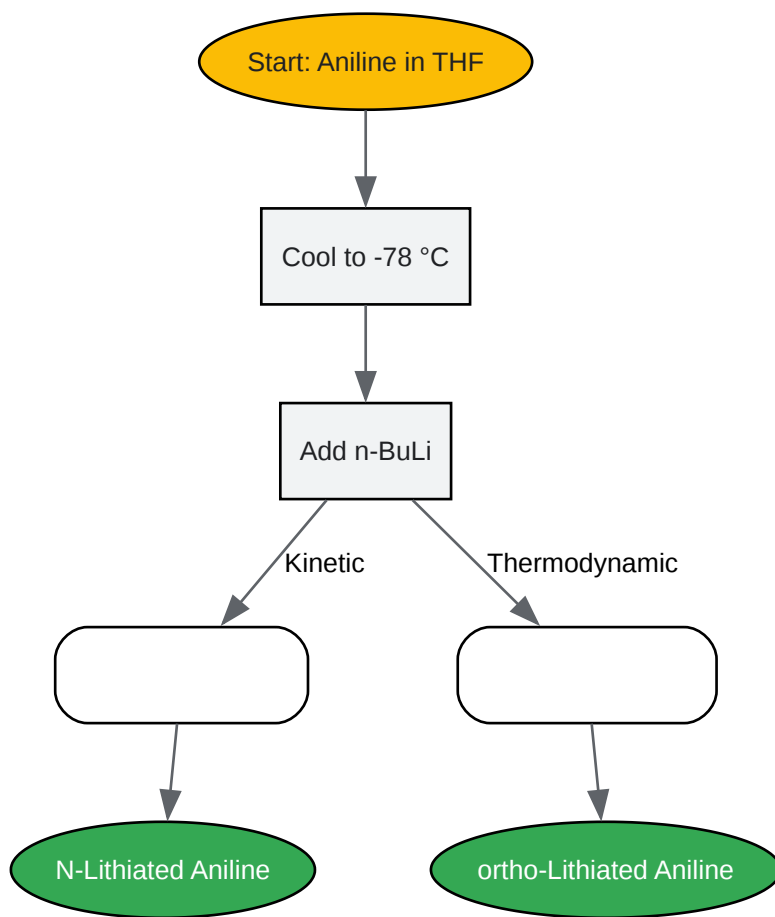 Start: Aniline in THF
Cool to -78 °C
Add n-BuLi
Kinetic
Thermodynamic
N-Lithiated Aniline
ortho-Lithiated Aniline